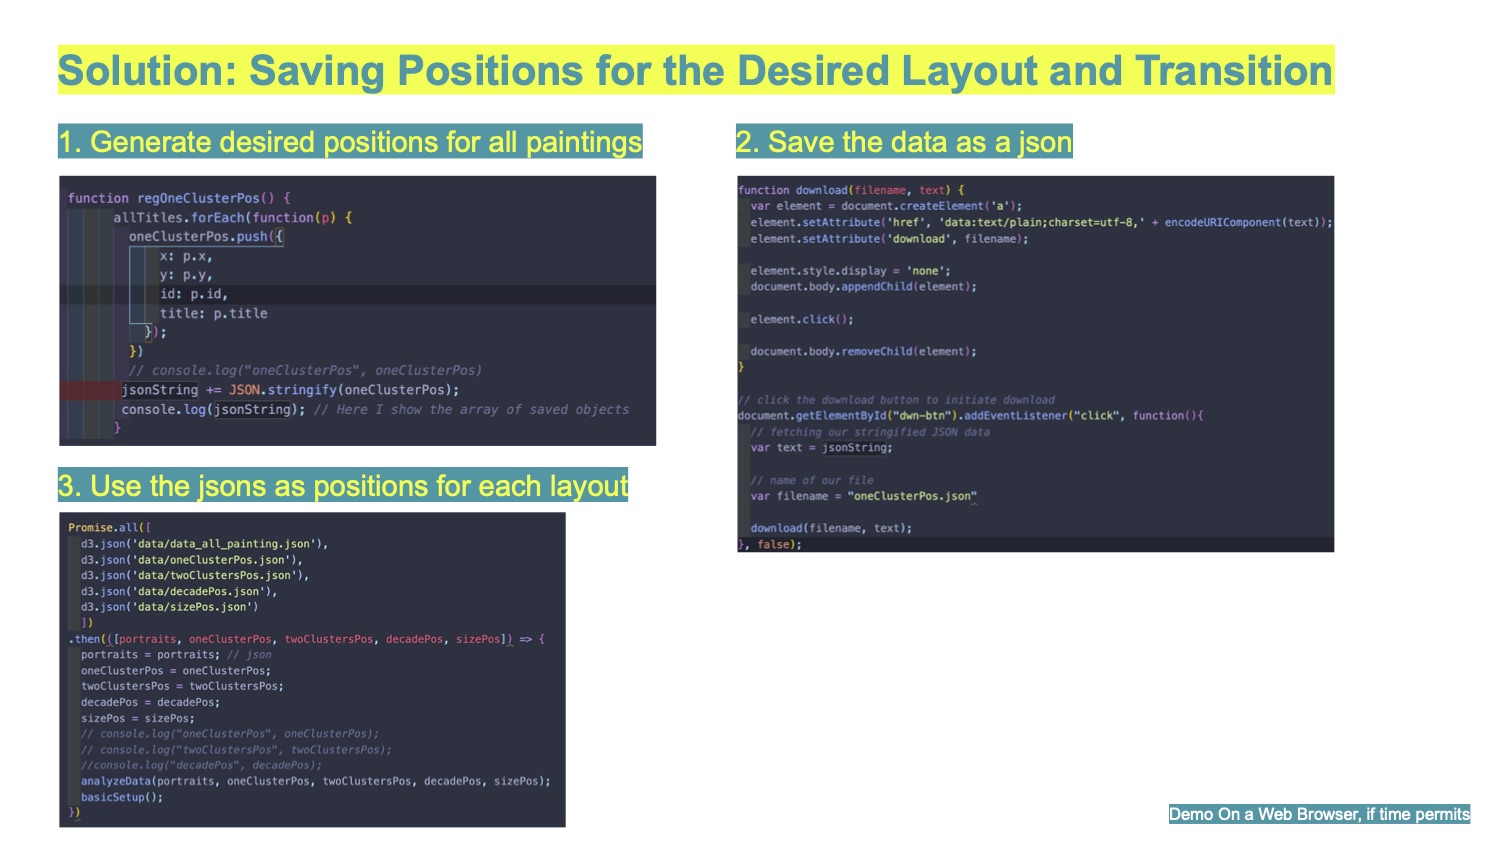 Solution: Saving Positions for the Desired Layout and Transition
1. Generate desired positions for all paintings
function regOneClusterPos() {
allTitles.forEach(function(p) {
oneClusterPos.push({
x: p.x,
y: p.y,
id: p.id,
title: p.title
});
})
// console.log("oneClusterPos", oneClusterPos)
jsonString += JSON.stringify(oneClusterPos);
console.log(jsonString); // Here I show the array of saved objects
}
2. Save the data as a json
function download(filename, text) {
var element = document.createElement('a');
element.setAttribute('href', 'data:text/plain;charset=utf-8,' + encodeURIComponent(text));
element.setAttribute('download', filename);
element.style.display = 'none';
document.body.appendChild(element);
element.click();
document.body.removeChild(element);
}
// click the download button to initiate download
document.getElementById("dwn-btn").addEventListener("click", function(){
// fetching our stringified JSON data
var text = jsonString;
// name of our file
var filename = "oneClusterPos.json"
download(filename, text);
}, false);
3. Use the jsons as positions for each layout
Promise.all([
d3.json('data/data_all_painting.json'),
d3.json('data/oneClusterPos.json'),
d3.json('data/twoClustersPos.json'),
d3.json('data/decadePos.json'),
d3.json('data/sizePos.json')
])
.then(([portraits, oneClusterPos, twoClustersPos, decadePos, sizePos]) => {
portraits = portraits; // json
oneClusterPos = oneClusterPos;
twoClustersPos = twoClustersPos;
decadePos = decadePos;
sizePos = sizePos;
// console.log("oneClusterPos", oneClusterPos);
// console.log("twoClustersPos", twoClustersPos);
//console.log("decadePos", decadePos);
analyzeData(portraits, oneClusterPos, twoClustersPos, decadePos, sizePos);
basicSetup();
})
Demo On a Web Browser, if time permits